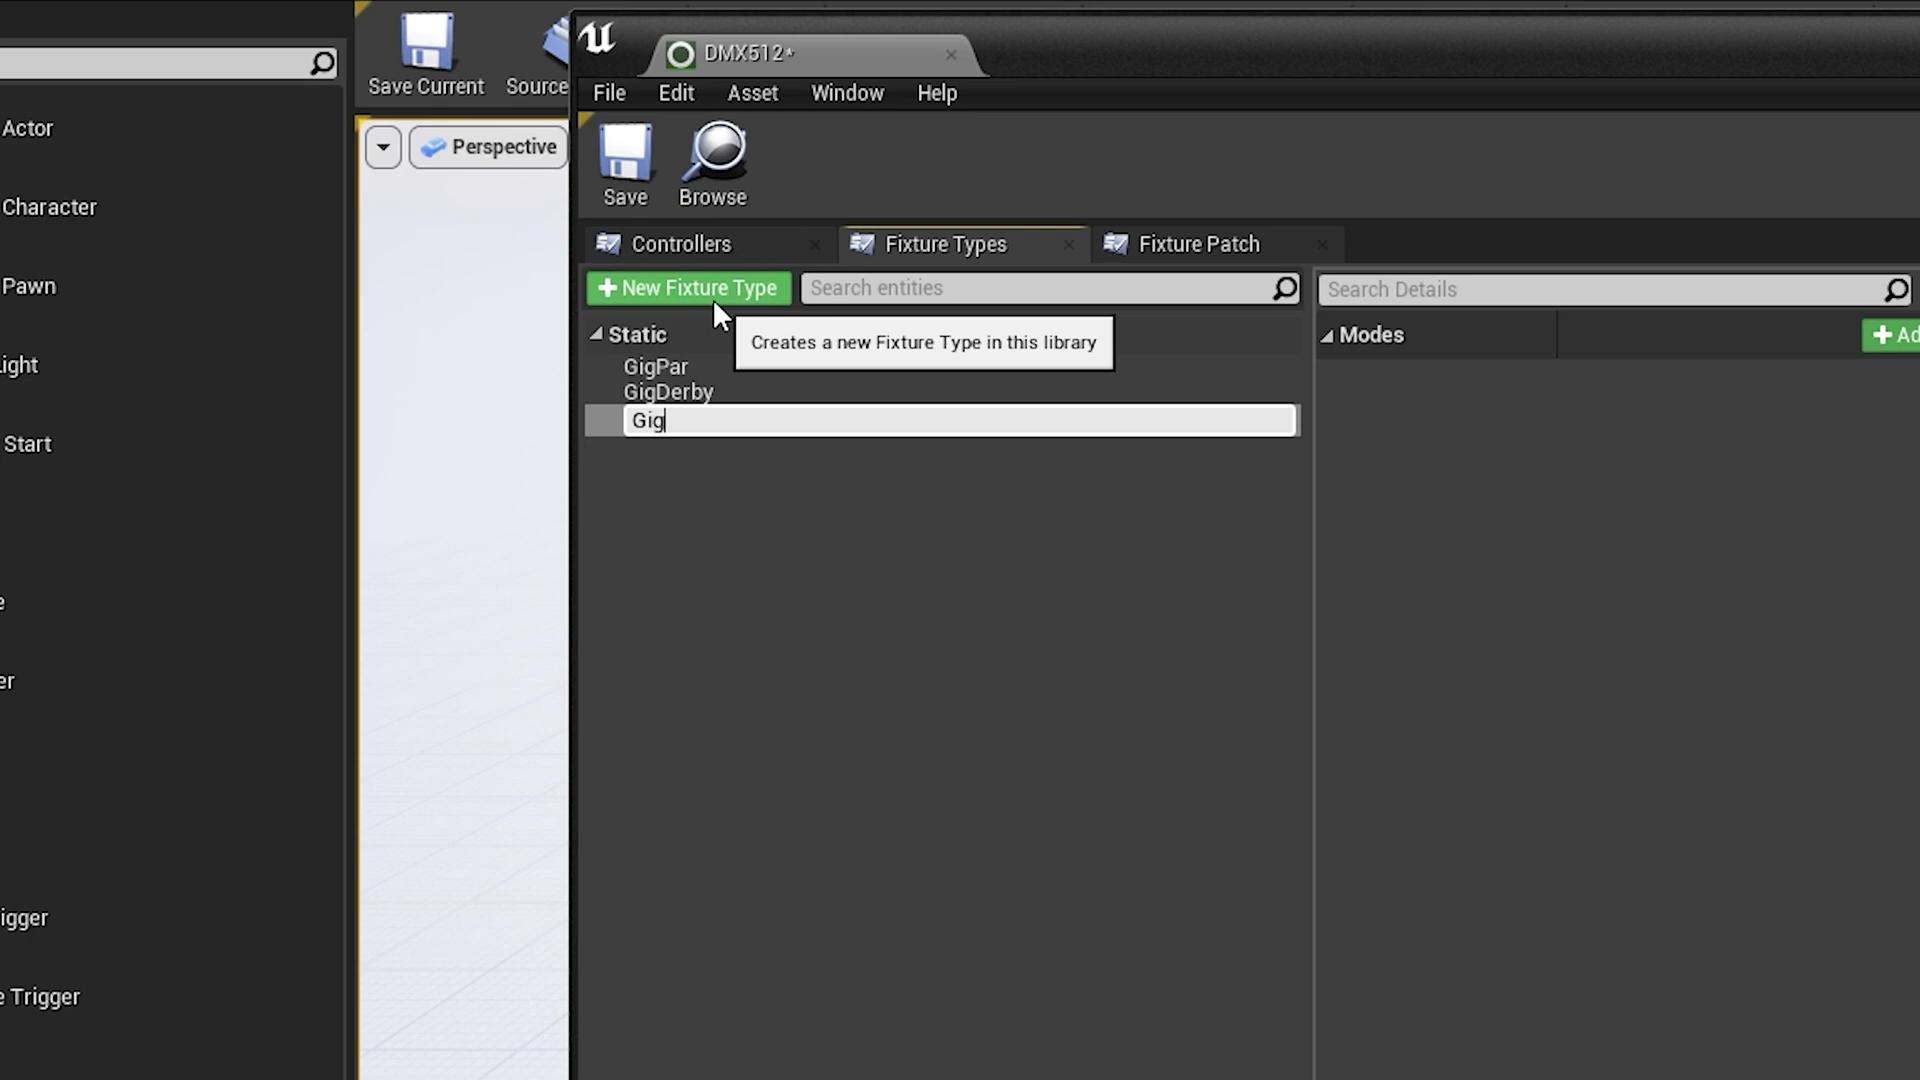 DMX512*
Save Current
Source
File Edit Asset Window Help
Actor
Perspective
Save
Browse
Character
Controllers
Fixture Types
Fixture Patch
Pawn
New Fixture Type
Search entities
Search Details
Static
Creates a new Fixture Type in this library
Modes
Ad
ight
GigPar
GigDerby
Gig
Start
e
er
igger
e Trigger